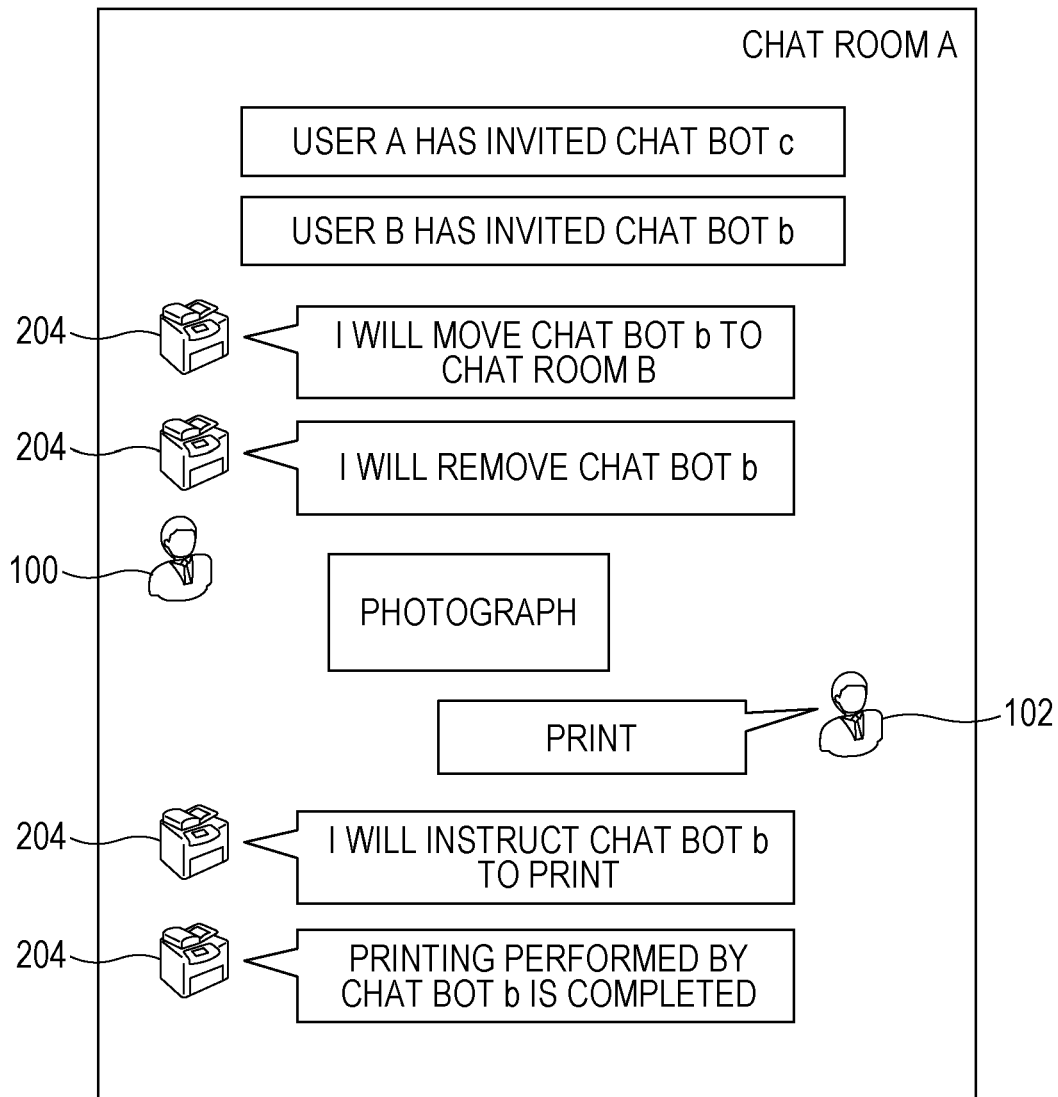 CHAT ROOM A
USER A HAS INVITED CHAT BOT c
USER B HAS INVITED CHAT BOT b
204
I WILL MOVE CHAT BOT b TO
CHAT ROOM B
204
I WILL REMOVE CHAT BOT b
100
PHOTOGRAPH
PRINT
102
204
I WILL INSTRUCT CHAT BOT b
TO PRINT
204
PRINTING PERFORMED BY
CHAT BOT b IS COMPLETED